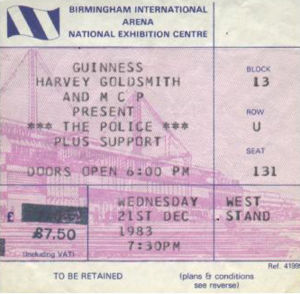 BIRMINGHAM INTERNATIONAL
ARENA
NATIONAL EXHIBITION CENTRE
GUINNESS
HARVEY GOLDSMITH
AND M C P
PRESENT
*** THE POLICE ***
PLUS SUPPORT
DOORS OPEN 6:00 PM
BLOCK
13
ROW
U
SEAT
131
£
£7.50
(including VAT)
WEDNESDAY
21ST DEC
1983
7:30PM
WEST
STAND
Ref.
TO BE RETAINED
(plans & conditions
see reverse)